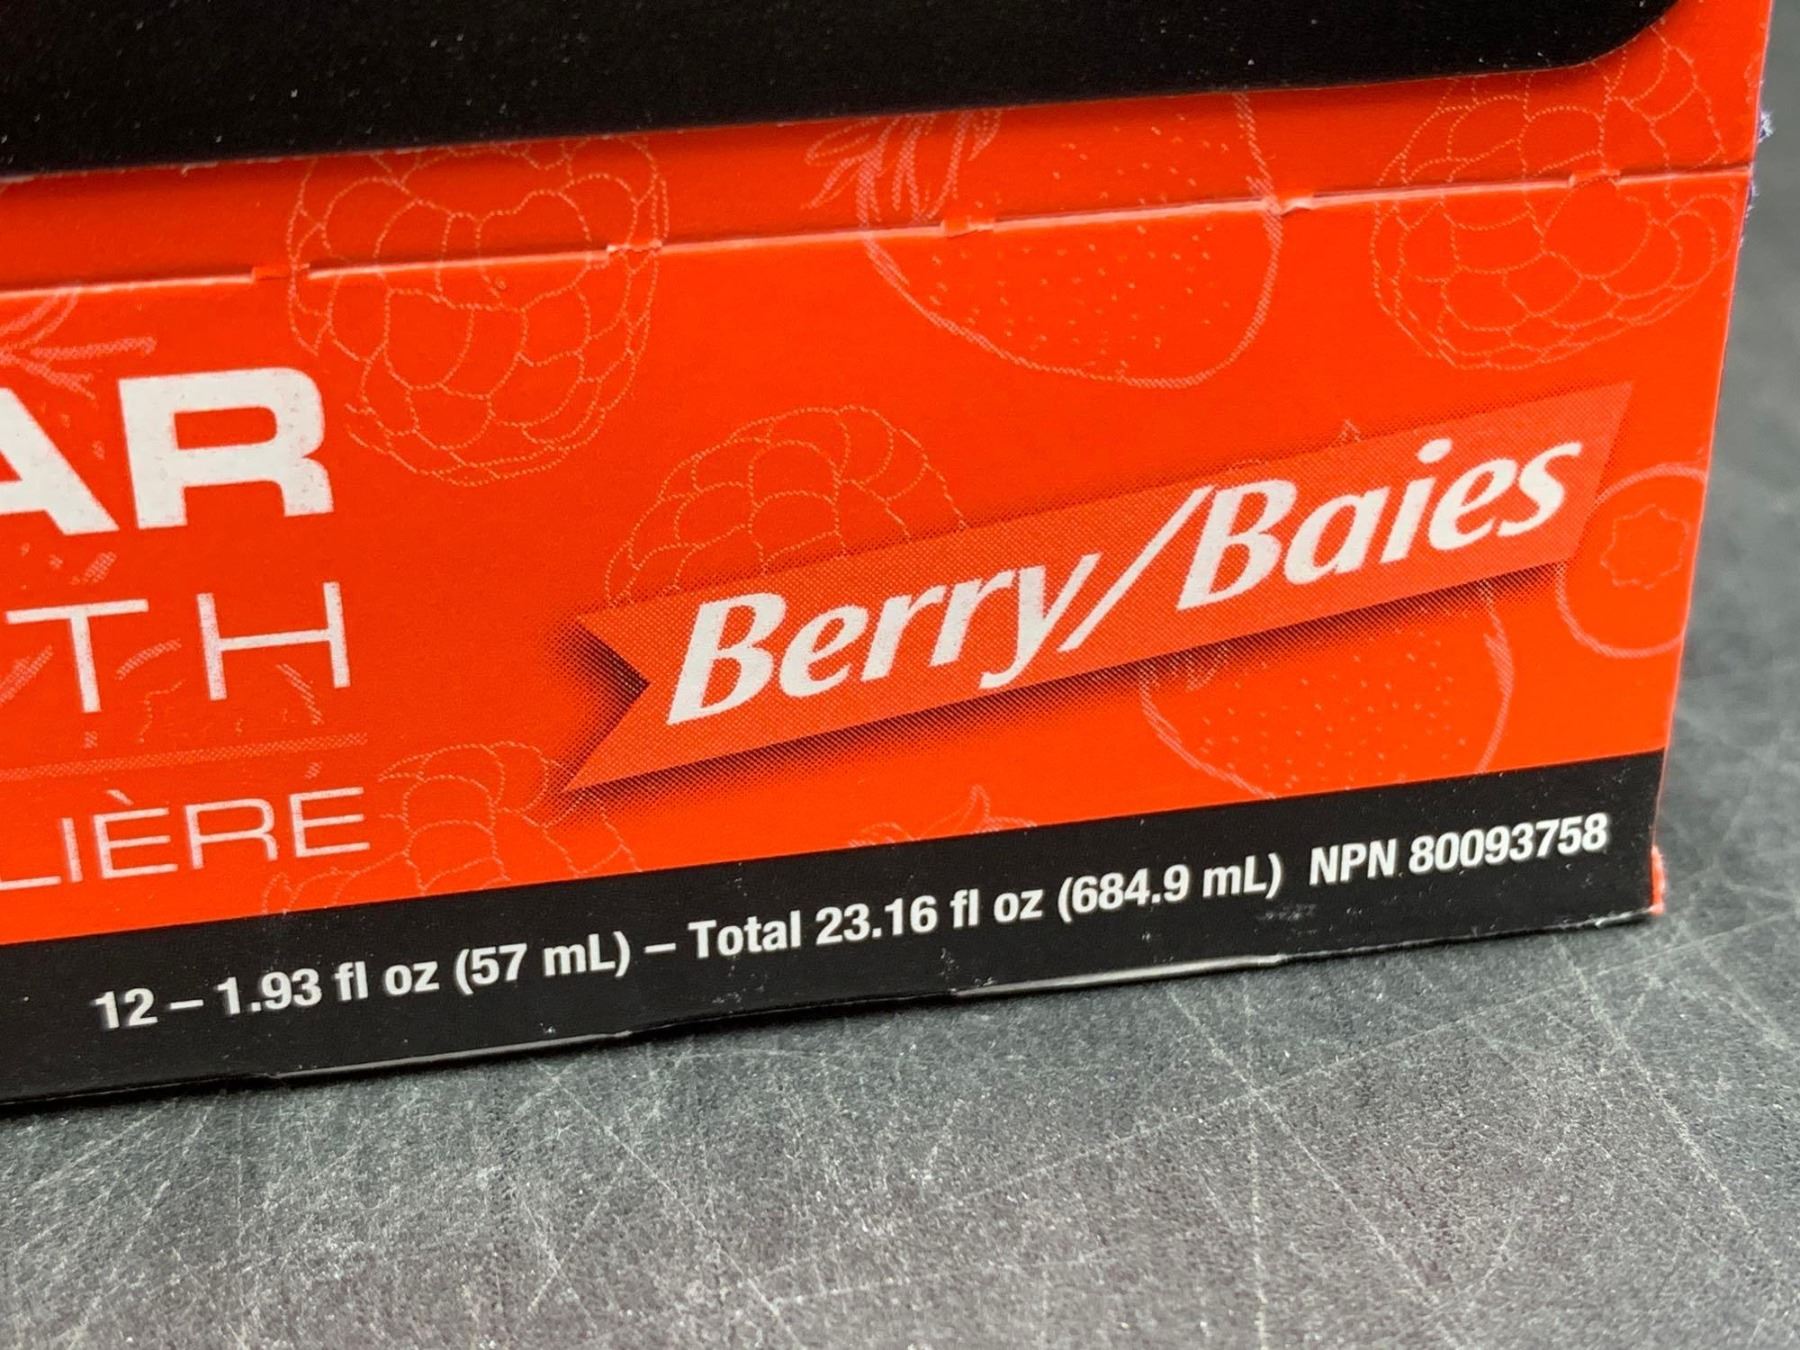 AR
TH
LIÈRE
Berry/Baies
12 – 1.93 fl oz (57 mL) – Total 23.16 fl oz (684.9 mL) NPN 80093758